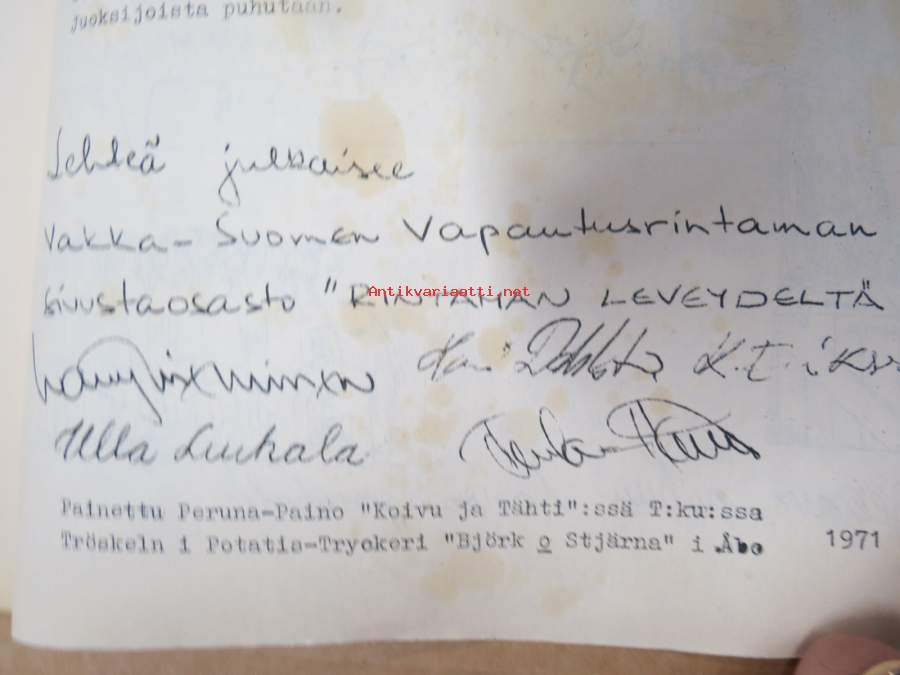 juoksijoista puhutaan.
Lehteä julkaisee
Vakka-Suomen Vapautusrintaman
sivustaosasto "RINTAMAN LEVEYDELTÄ
Antikvariaatti.net
Ulla Luhala
Painettu Peruna-Paino "Koivu ja Tähti":ssä T:ku:ssa
Tröskeln i Potatis-Tryckeri "Björk o Stjärna" i Åbo 1971